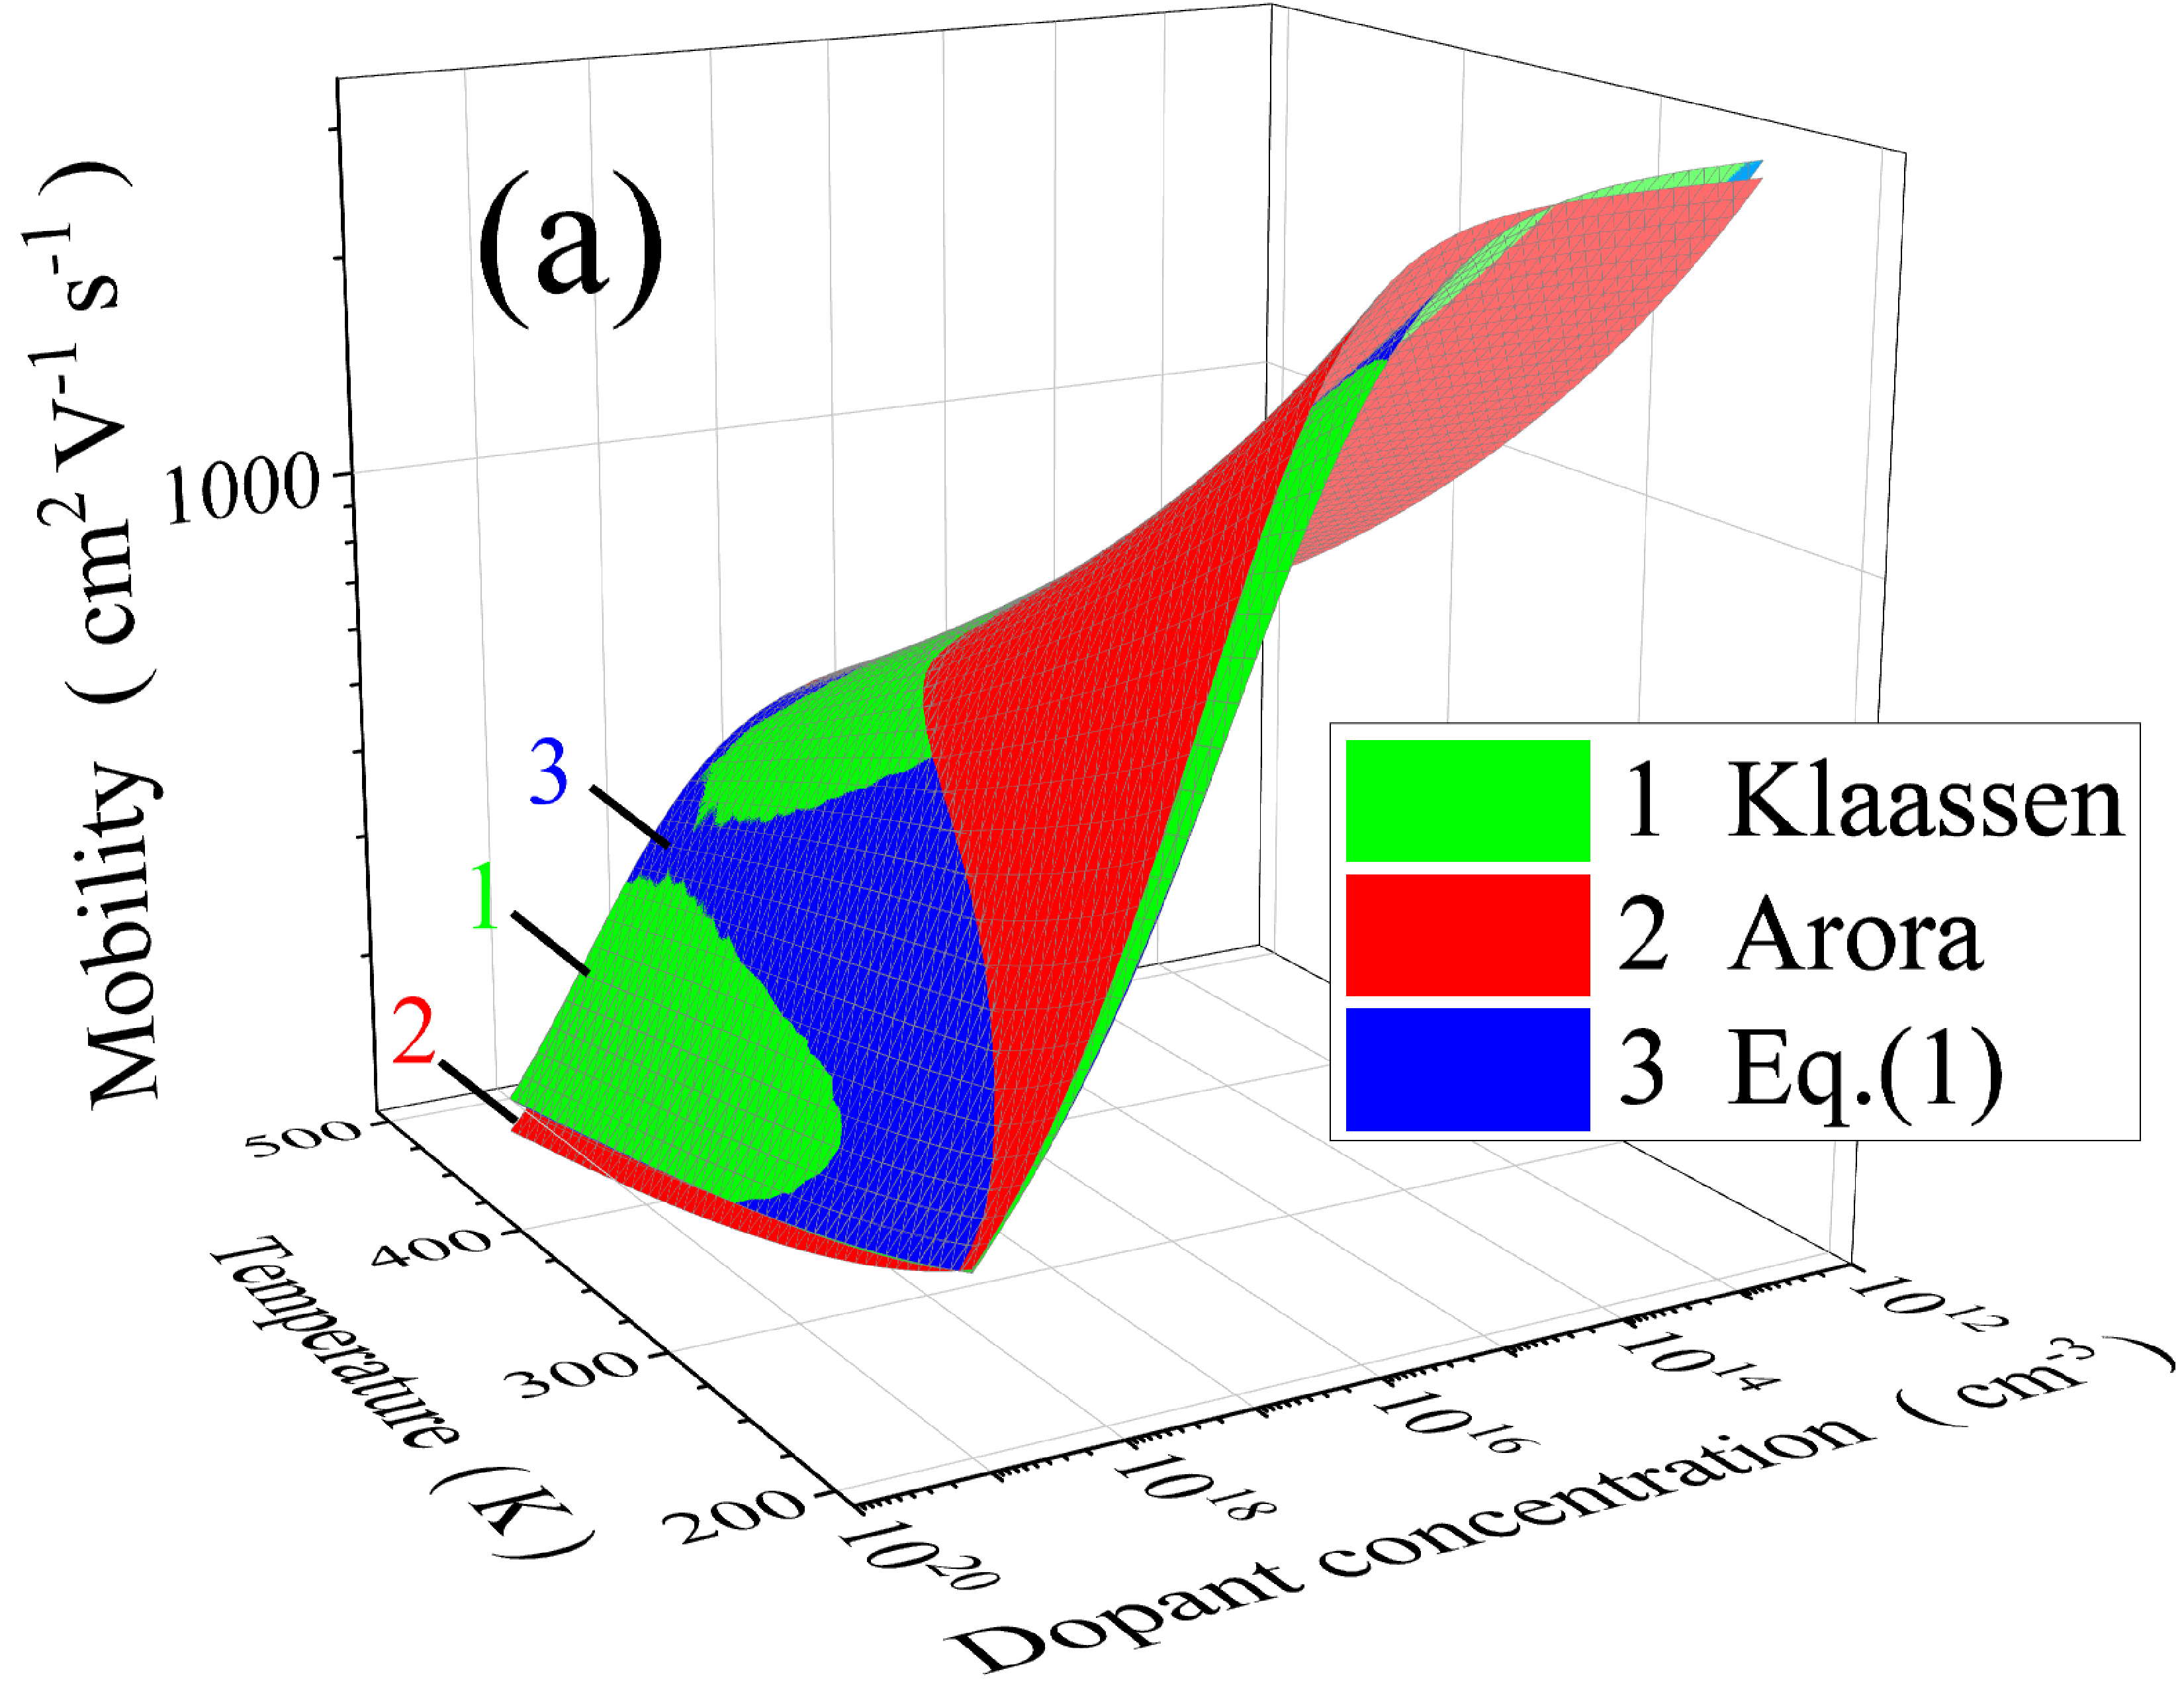 (a)
Mobility ( cm² V⁻¹ s⁻¹ )
1000
3
1
2
1 Klaassen
2 Arora
3 Eq.(1)
500
400
300
200
Temperature (K)
10²⁰
10¹⁸
10¹⁶
10¹⁴
10¹²
Dopant concentration ( cm⁻³ )